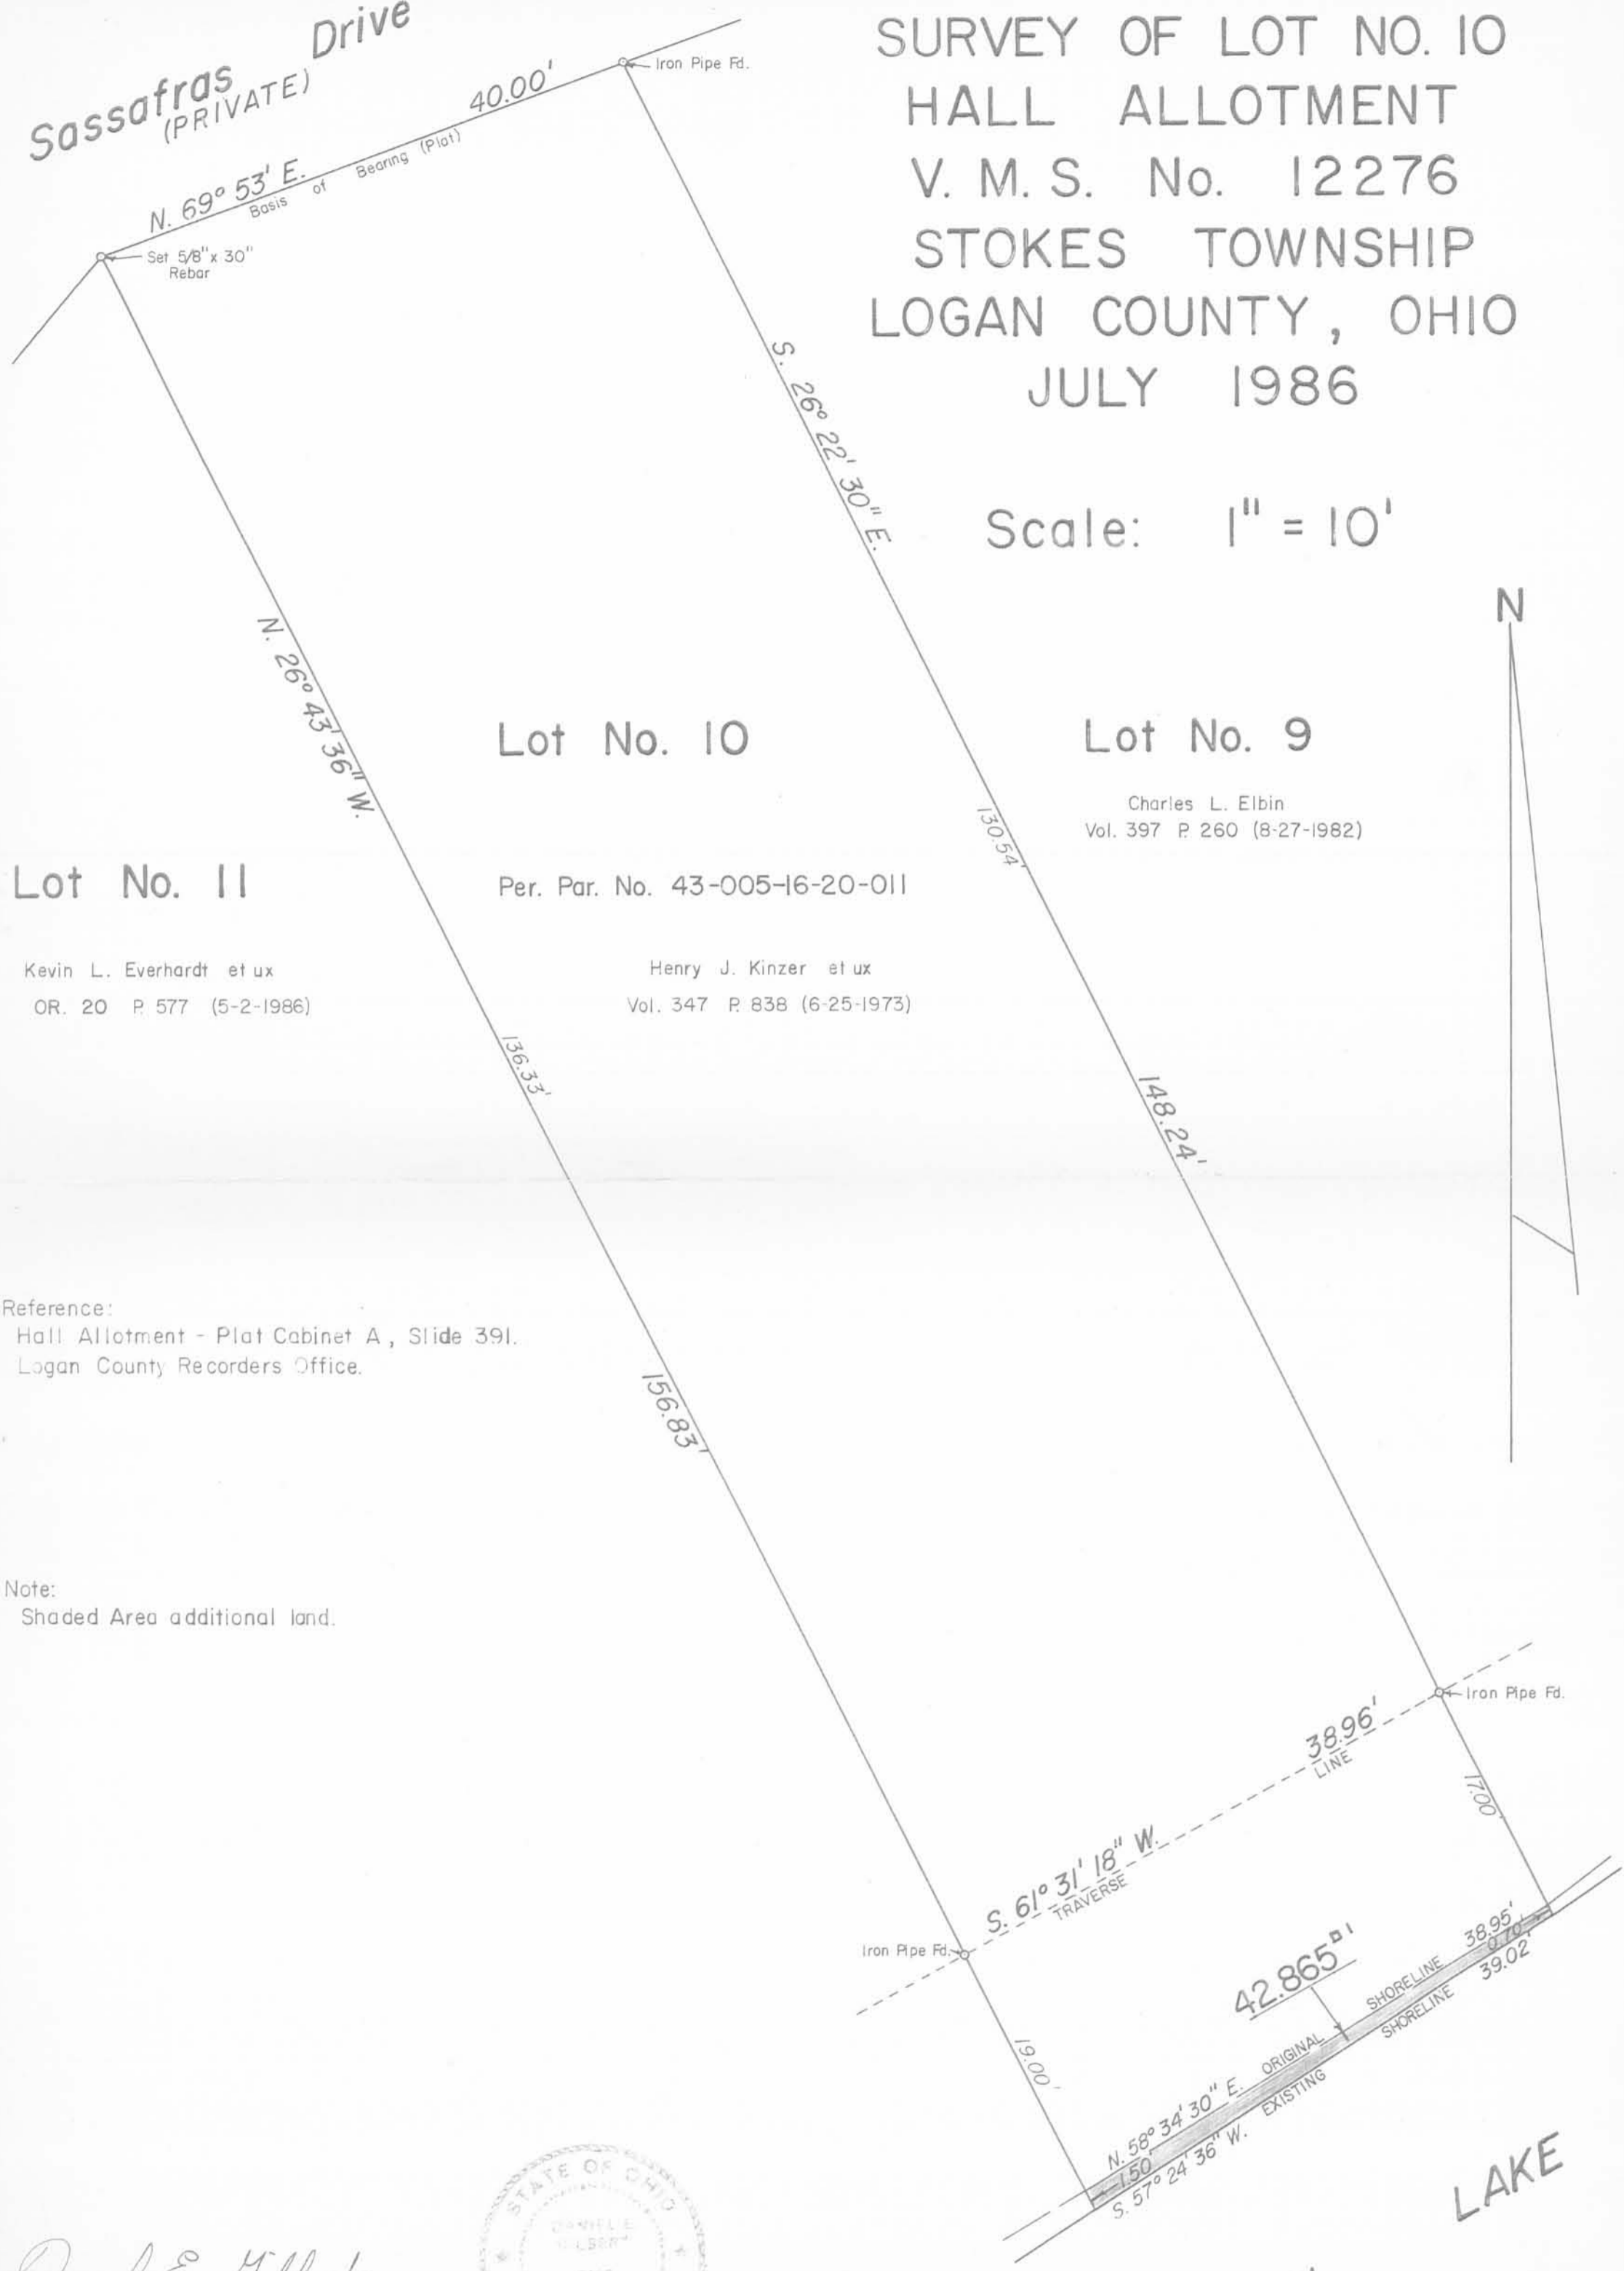 Sassafras Drive
(PRIVATE)
SURVEY OF LOT NO. 10
HALL ALLOTMENT
V. M. S. No. 12276
STOKES TOWNSHIP
LOGAN COUNTY, OHIO
JULY 1986
Scale: 1" = 10'
N
N. 69° 53' E. 40.00'
Basis of Bearing (Plat)
Iron Pipe Fd.
Set 5/8" x 30"
Rebar
S. 26° 22' 30" E.
130.54'
148.24'
N. 26° 43' 36" W.
136.33'
156.83'
Lot No. 10
Per. Par. No. 43-005-16-20-011
Henry J. Kinzer et ux
Vol. 347 P. 838 (6-25-1973)
Lot No. 9
Charles L. Elbin
Vol. 397 P. 260 (8-27-1982)
Lot No. 11
Kevin L. Everhardt et ux
OR. 20 P. 577 (5-2-1986)
Reference:
Hall Allotment - Plat Cabinet A, Slide 391.
Logan County Recorders Office.
Note:
Shaded Area additional land.
Iron Pipe Fd.
S. 61° 31' 18" W. 38.96'
TRAVERSE LINE
17.00'
Iron Pipe Fd.
19.00'
42.865□'
N. 58° 34' 30" E. ORIGINAL SHORELINE 38.95'
1.50' 0.70'
S. 57° 24' 36" W. EXISTING SHORELINE 39.02'
LAKE
STATE OF OHIO
DANIEL E.